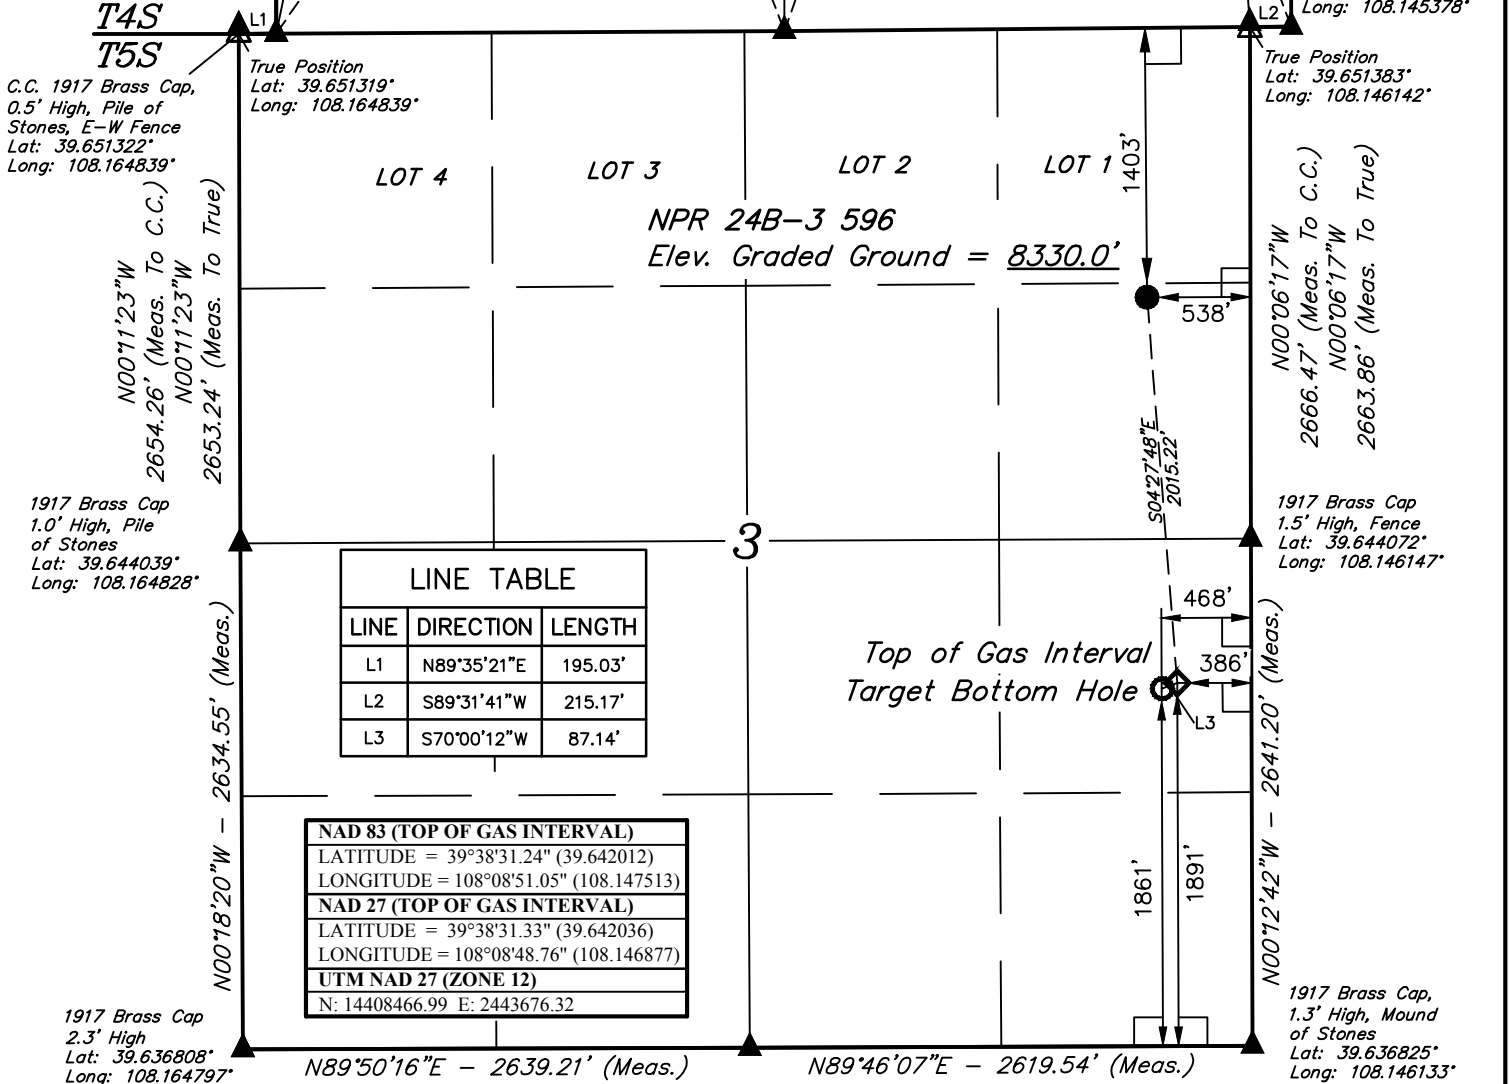 T4S
T5S
L1
L2
Long: 108.145378°
C.C. 1917 Brass Cap,
0.5' High, Pile of
Stones, E-W Fence
Lat: 39.651322°
Long: 108.164839°
True Position
Lat: 39.651319°
Long: 108.164839°
True Position
Lat: 39.651383°
Long: 108.146142°
LOT 4
LOT 3
LOT 2
LOT 1
1403'
NPR 24B-3 596
Elev. Graded Ground = 8330.0'
538'
N00°11'23"W
2654.26' (Meas. To C.C.)
N00°11'23"W
2653.24' (Meas. To True)
N00°06'17"W
2666.47' (Meas. To C.C.)
N00°06'17"W
2663.86' (Meas. To True)
S04°27'48"E
2015.22'
1917 Brass Cap
1.0' High, Pile
of Stones
Lat: 39.644039°
Long: 108.164828°
3
1917 Brass Cap
1.5' High, Fence
Lat: 39.644072°
Long: 108.146147°
LINE TABLE
LINE DIRECTION LENGTH
L1 N89°35'21"E 195.03'
L2 S89°31'41"W 215.17'
L3 S70°00'12"W 87.14'
468'
Top of Gas Interval
386'
Target Bottom Hole
L3
N00°18'20"W - 2634.55' (Meas.)
N00°12'42"W - 2641.20' (Meas.)
NAD 83 (TOP OF GAS INTERVAL)
LATITUDE = 39°38'31.24" (39.642012)
LONGITUDE = 108°08'51.05" (108.147513)
NAD 27 (TOP OF GAS INTERVAL)
LATITUDE = 39°38'31.33" (39.642036)
LONGITUDE = 108°08'48.76" (108.146877)
UTM NAD 27 (ZONE 12)
N: 14408466.99 E: 2443676.32
1861'
1891'
1917 Brass Cap
2.3' High
Lat: 39.636808°
Long: 108.164797°
N89°50'16"E - 2639.21' (Meas.)
N89°46'07"E - 2619.54' (Meas.)
1917 Brass Cap,
1.3' High, Mound
of Stones
Lat: 39.636825°
Long: 108.146133°